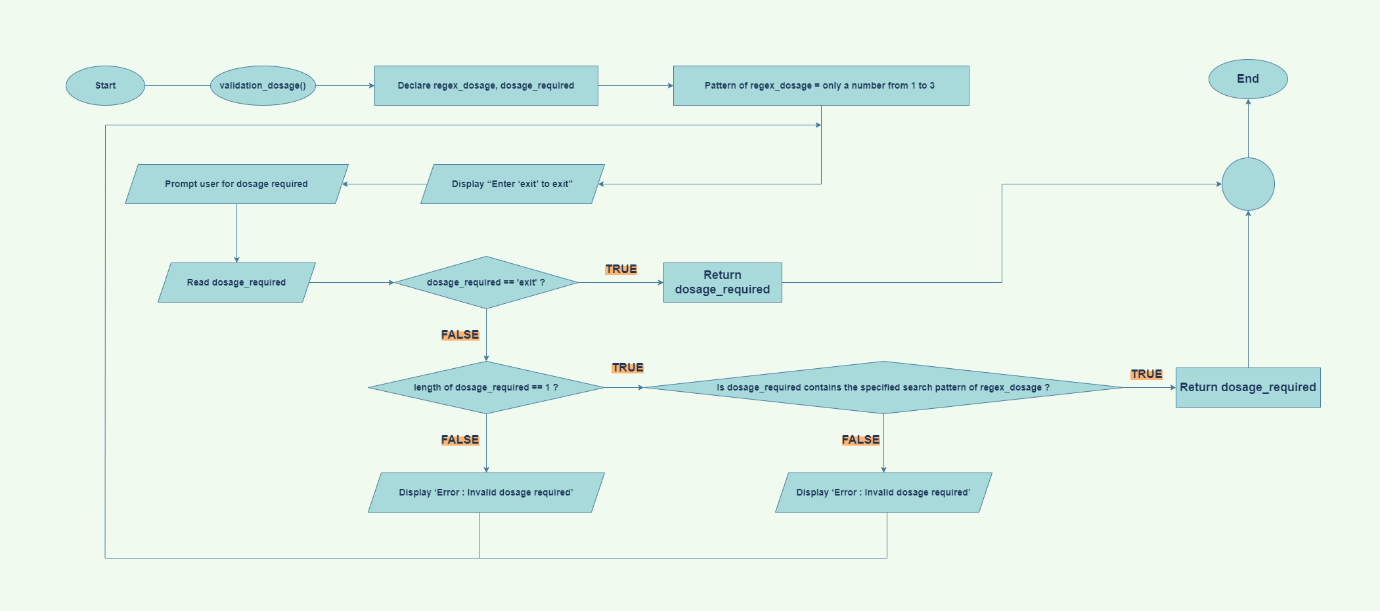 Start
validation_dosage()
Declare regex_dosage, dosage_required
Pattern of regex_dosage = only a number from 1 to 3
End
Prompt user for dosage required
Display “Enter ‘exit’ to exit”
Read dosage_required
dosage_required == 'exit' ?
TRUE
Return
dosage_required
FALSE
length of dosage_required == 1 ?
TRUE
Is dosage_required contains the specified search pattern of regex_dosage ?
TRUE
Return dosage_required
FALSE
FALSE
Display ‘Error : Invalid dosage required’
Display ‘Error : Invalid dosage required’